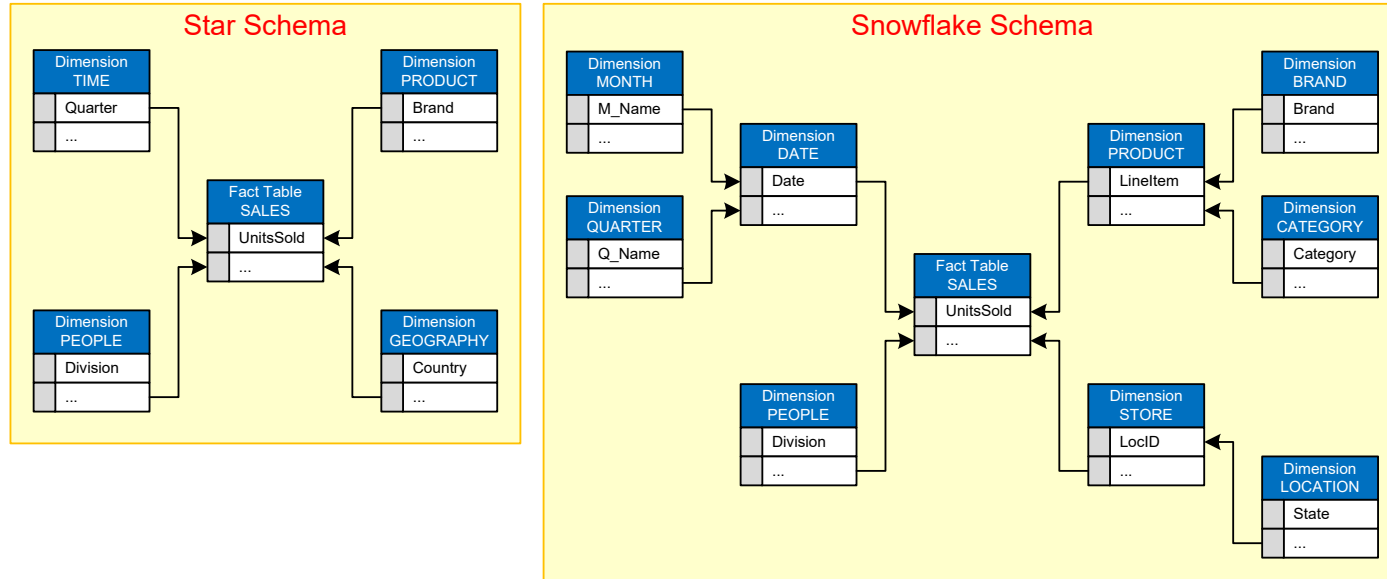 Star Schema
Dimension
TIME
Quarter
...
Dimension
PRODUCT
Brand
...
Fact Table
SALES
UnitsSold
...
Dimension
PEOPLE
Division
...
Dimension
GEOGRAPHY
Country
...
Snowflake Schema
Dimension
MONTH
M_Name
...
Dimension
QUARTER
Q_Name
...
Dimension
DATE
Date
...
Dimension
PRODUCT
LineItem
...
Dimension
BRAND
Brand
...
Dimension
CATEGORY
Category
...
Fact Table
SALES
UnitsSold
...
Dimension
PEOPLE
Division
...
Dimension
STORE
LocID
...
Dimension
LOCATION
State
...